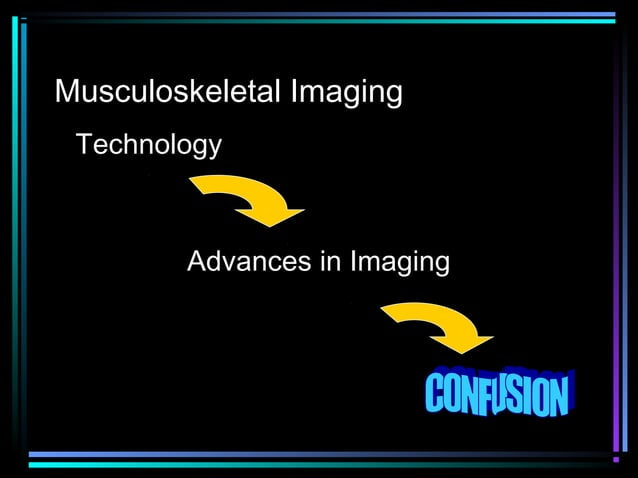 Musculoskeletal Imaging
Technology
Advances in Imaging
CONFUSION